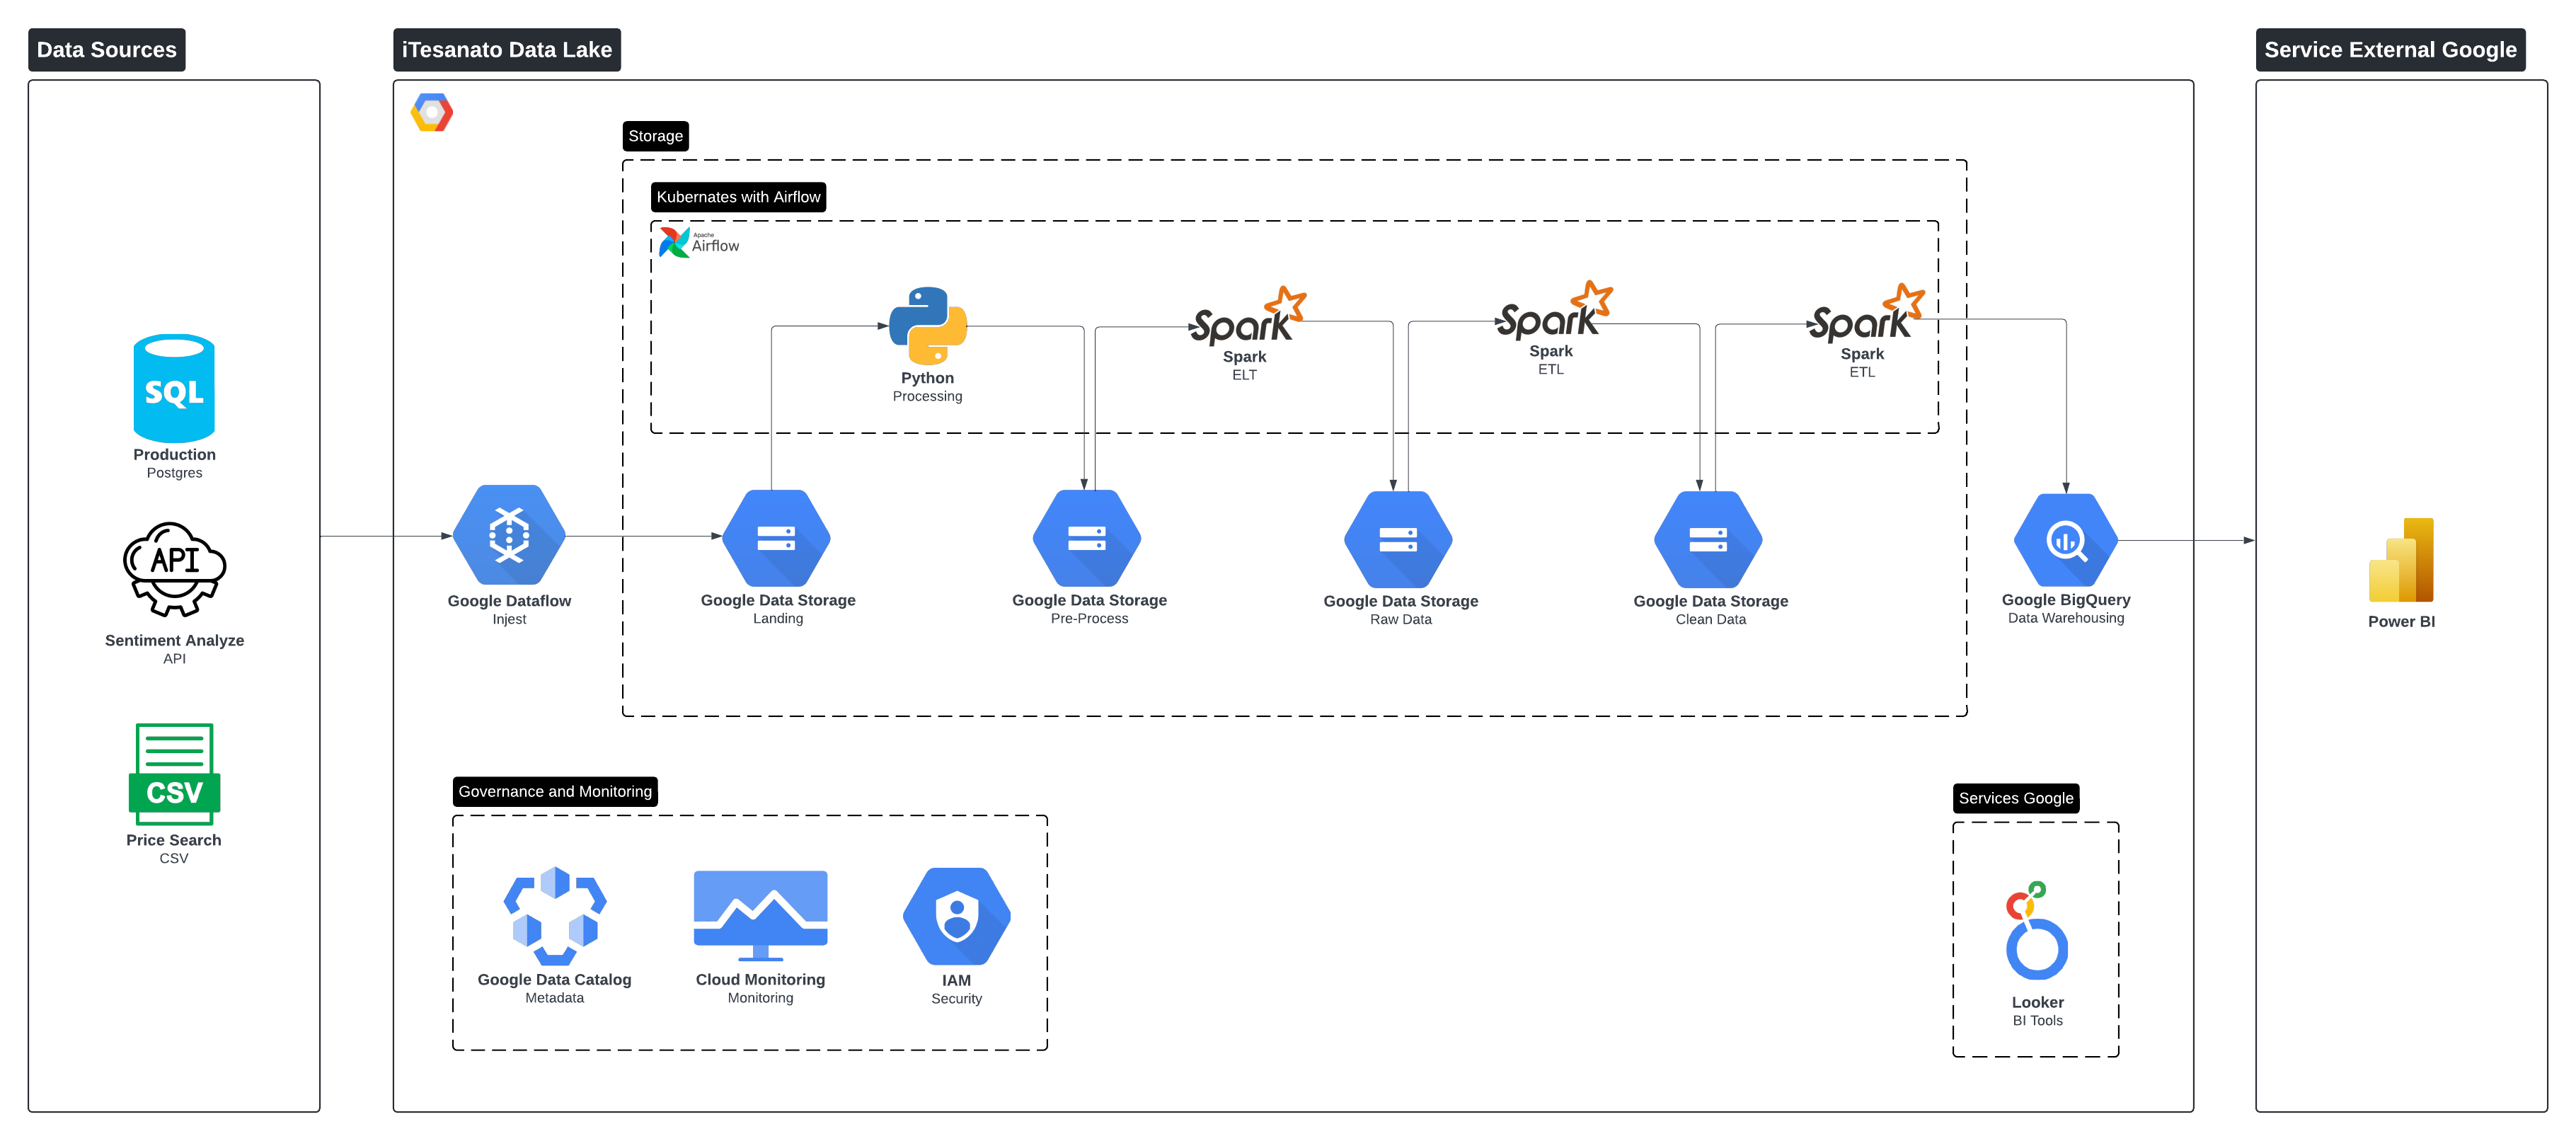 Data Sources
iTesanato Data Lake
Service External Google
Storage
Kubernates with Airflow
Apache
Airflow
SQL
Production
Postgres
API
Sentiment Analyze
API
CSV
Price Search
CSV
Google Dataflow
Injest
Python
Processing
Spark
Spark
ELT
Spark
Spark
ETL
Spark
Spark
ETL
Google Data Storage
Landing
Google Data Storage
Pre-Process
Google Data Storage
Raw Data
Google Data Storage
Clean Data
Google BigQuery
Data Warehousing
Power BI
Governance and Monitoring
Google Data Catalog
Metadata
Cloud Monitoring
Monitoring
IAM
Security
Services Google
Looker
BI Tools